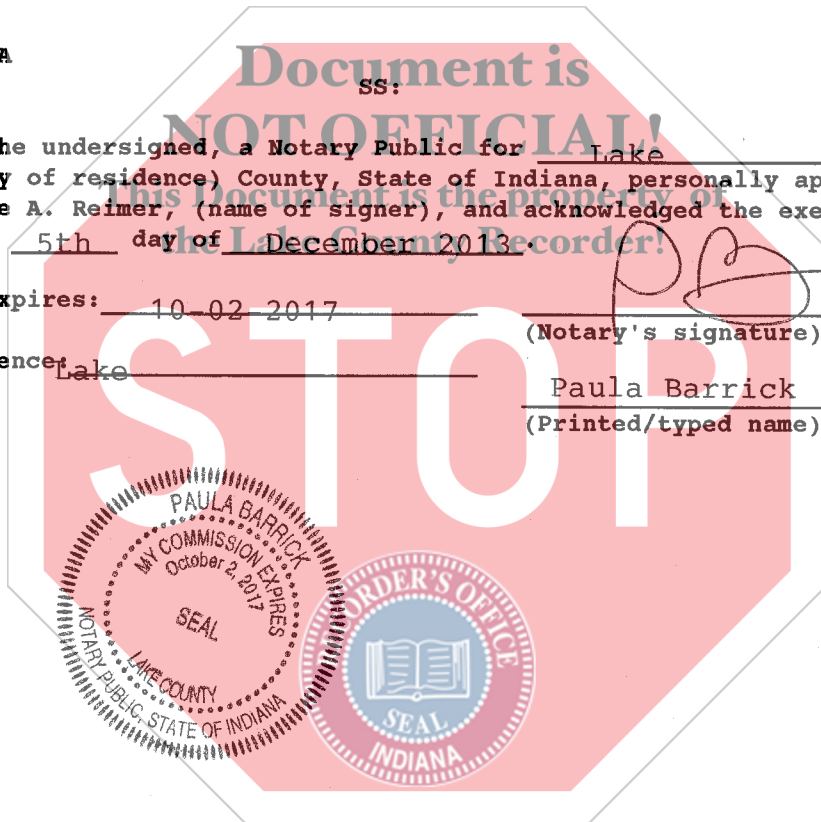 Document is
SS:
NOT OFFICIAL!
he undersigned, a Notary Public for Lake
y of residence) County, State of Indiana, personally ap
This Document is the property of
e A. Reimer, (name of signer), and acknowledged the exe
the Lake County Recorder!
5th day of December 2013.
xpires: 10-02-2017
(Notary's signature)
ence: Lake
Paula Barrick
(Printed/typed name)
STOP
PAULA BARRICK
MY COMMISSION EXPIRES
October 2, 2017
SEAL
LAKE COUNTY
NOTARY PUBLIC, STATE OF INDIANA
ORDER'S OFFICE
SEAL
INDIANA